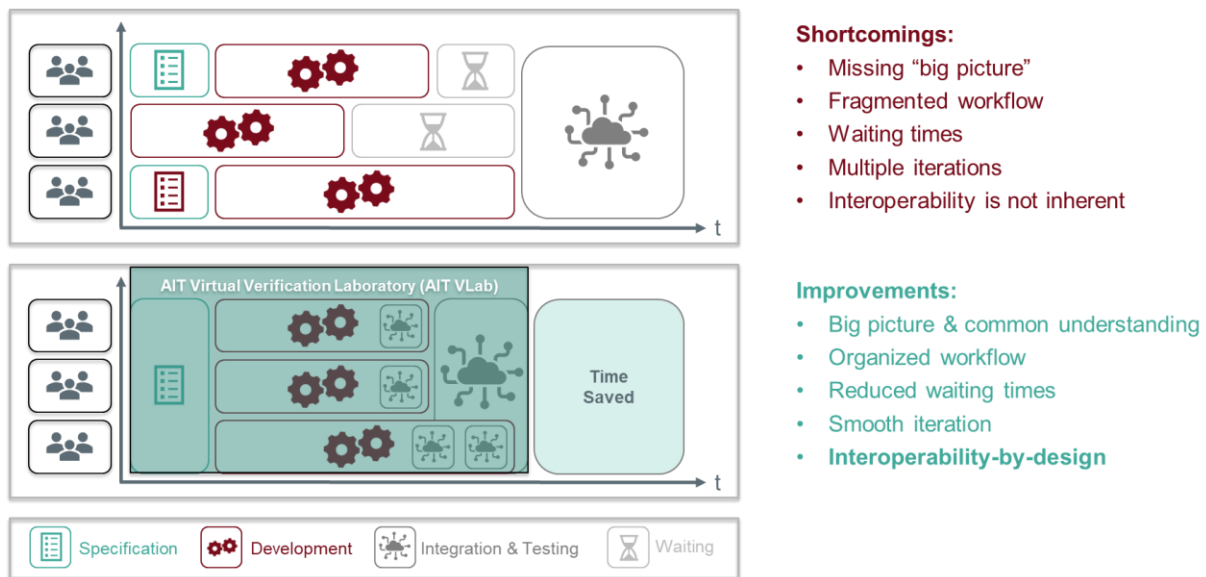 Shortcomings:
• Missing “big picture”
• Fragmented workflow
• Waiting times
• Multiple iterations
• Interoperability is not inherent
t
AIT Virtual Verification Laboratory (AIT VLab)
Time
Saved
t
Improvements:
• Big picture & common understanding
• Organized workflow
• Reduced waiting times
• Smooth iteration
• Interoperability-by-design
Specification
Development
Integration & Testing
Waiting